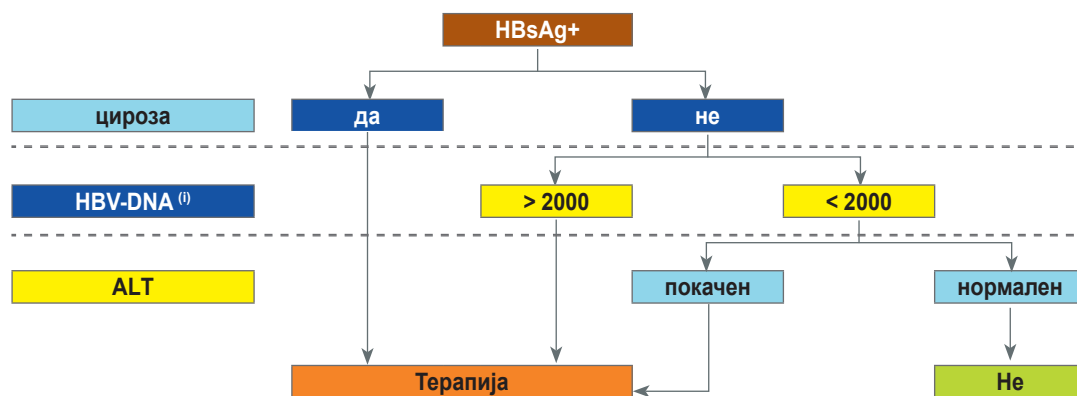 HBsAg+
цироза
да
не
HBV-DNA (i)
> 2000
< 2000
ALT
покачен
нормален
Терапија
Не